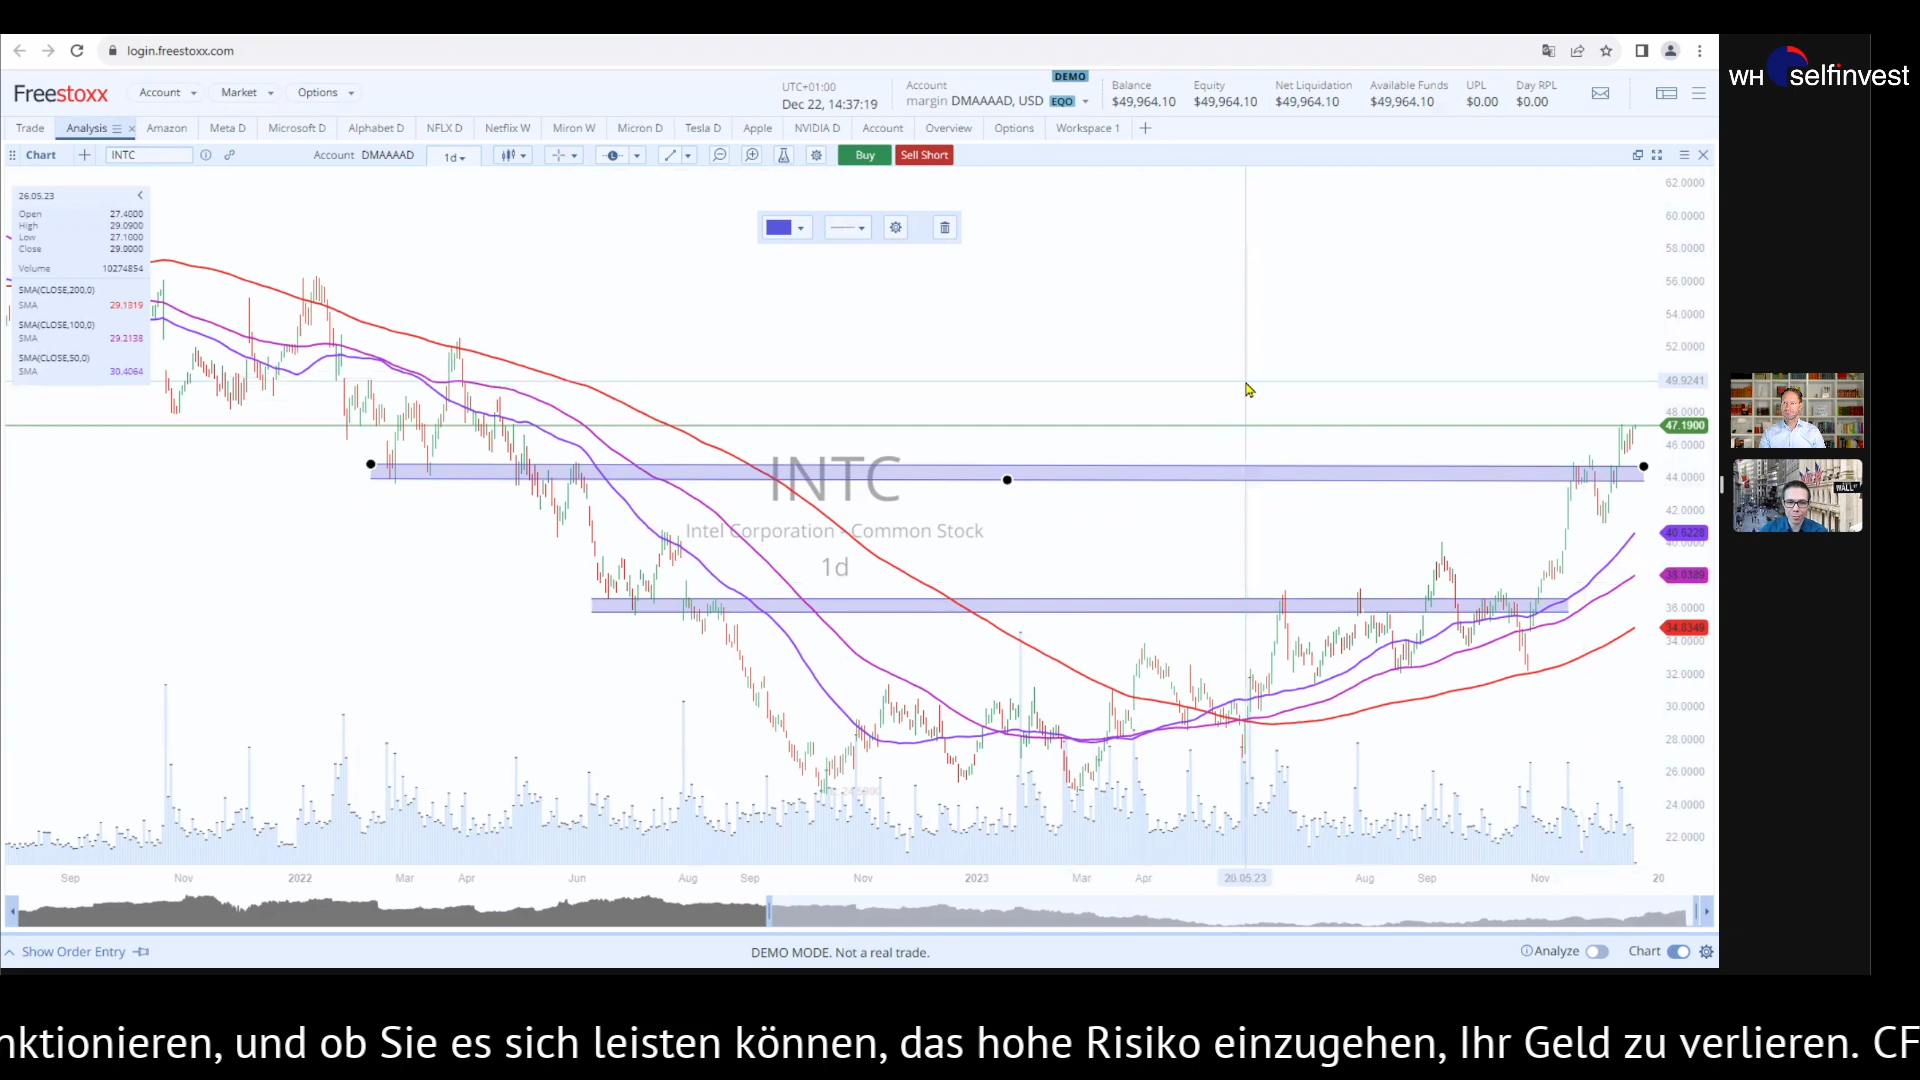 login.freestoxx.com
WH selfinvest
Freestoxx
Account
Market
Options
UTC+01:00
Dec 22, 14:37:19
Account
DEMO
margin DMAAAAD, USD EQO
Balance
$49,964.10
Equity
$49,964.10
Net Liquidation
$49,964.10
Available Funds
$49,964.10
UPL
$0.00
Day RPL
$0.00
Trade Analysis Amazon Meta D Microsoft D Alphabet D NFLX D Netflix W Miron W Micron D Tesla D Apple NVIDIA D Account Overview Options Workspace 1
Chart INTC Account DMAAAAD 1d Buy Sell Short
26.05.23
Open 27.4000
High 29.0900
Low 27.1000
Close 29.0000
Volume 10274854
SMA(CLOSE,200,0)
SMA 29.1319
SMA(CLOSE,100,0)
SMA 29.2138
SMA(CLOSE,50,0)
SMA 30.4064
62.0000
60.0000
58.0000
56.0000
54.0000
52.0000
49.9241
48.0000
47.1900
46.0000
44.0000
42.0000
40.6228
40.0000
36.0000
34.8349
34.0000
32.0000
30.0000
28.0000
26.0000
24.0000
22.0000
INTC
Intel Corporation - Common Stock
1d
WALL
Sep Nov 2022 Mar Apr Jun Aug Sep Nov 2023 Mar Apr 26.05.23 Aug Sep Nov 20
Show Order Entry
DEMO MODE. Not a real trade.
Analyze
Chart
nktionieren, und ob Sie es sich leisten können, das hohe Risiko einzugehen, Ihr Geld zu verlieren. CF